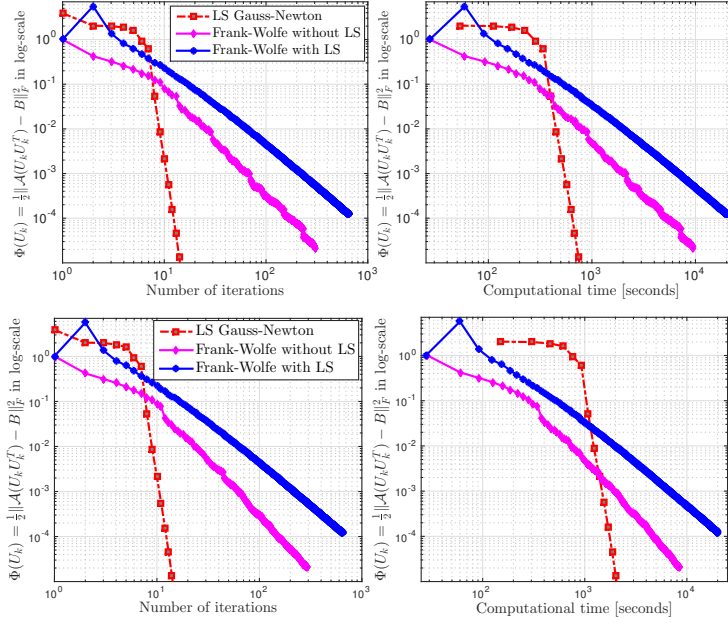 Φ(U_k) = ½‖𝒜(U_kU_k^T) − B‖_F^2 in log-scale
10^0
10^-1
10^-2
10^-3
10^-4
LS Gauss-Newton
Frank-Wolfe without LS
Frank-Wolfe with LS
10^0 10^1 10^2 10^3
Number of iterations
Φ(U_k) = ½‖𝒜(U_kU_k^T) − B‖_F^2 in log-scale
10^0
10^-1
10^-2
10^-3
10^-4
10^2 10^3 10^4
Computational time [seconds]
Φ(U_k) = ½‖𝒜(U_kU_k^T) − B‖_F^2 in log-scale
10^0
10^-1
10^-2
10^-3
10^-4
LS Gauss-Newton
Frank-Wolfe without LS
Frank-Wolfe with LS
10^0 10^1 10^2 10^3
Number of iterations
Φ(U_k) = ½‖𝒜(U_kU_k^T) − B‖_F^2 in log-scale
10^0
10^-1
10^-2
10^-3
10^-4
10^2 10^3 10^4
Computational time [seconds]